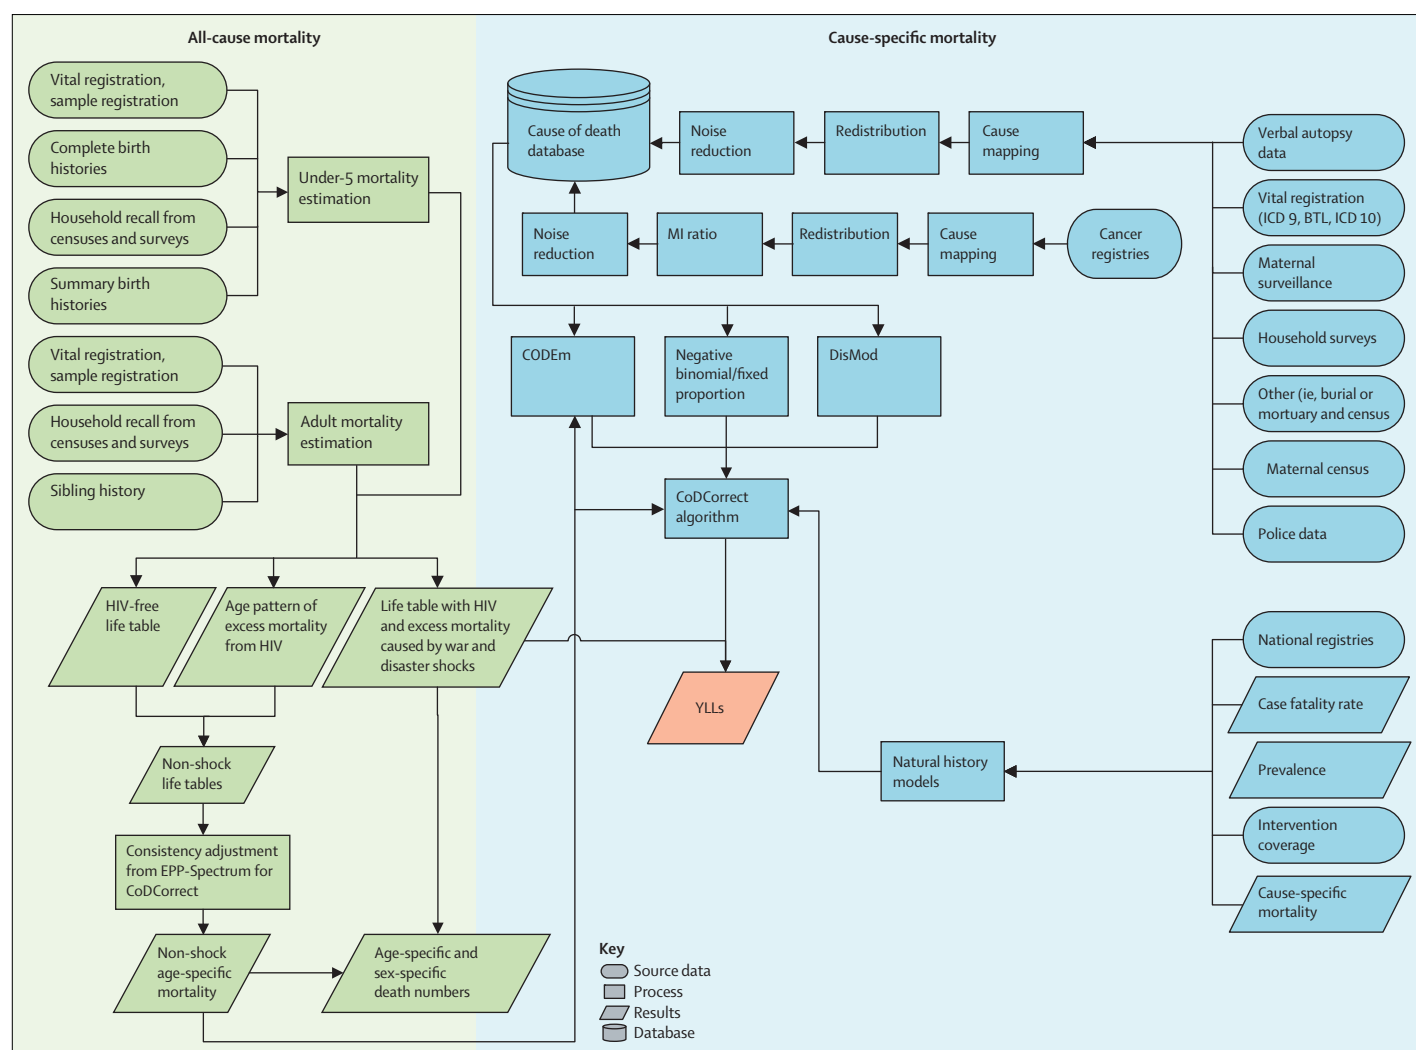 All-cause mortality
Vital registration,
sample registration
Complete birth
histories
Household recall from
censuses and surveys
Summary birth
histories
Under-5 mortality
estimation
Vital registration,
sample registration
Household recall from
censuses and surveys
Sibling history
Adult mortality
estimation
HIV-free
life table
Age pattern of
excess mortality
from HIV
Life table with HIV
and excess mortality
caused by war and
disaster shocks
Non-shock
life tables
Consistency adjustment
from EPP-Spectrum for
CoDCorrect
Non-shock
age-specific
mortality
Age-specific and
sex-specific
death numbers
Cause-specific mortality
Cause of death
database
Noise
reduction
Redistribution
Cause
mapping
Noise
reduction
MI ratio
Redistribution
Cause
mapping
Cancer
registries
CODEm
Negative
binomial/fixed
proportion
DisMod
CoDCorrect
algorithm
YLLs
Natural history
models
Verbal autopsy
data
Vital registration
(ICD 9, BTL, ICD 10)
Maternal
surveillance
Household surveys
Other (ie, burial or
mortuary and census
Maternal census
Police data
National registries
Case fatality rate
Prevalence
Intervention
coverage
Cause-specific
mortality
Key
Source data
Process
Results
Database